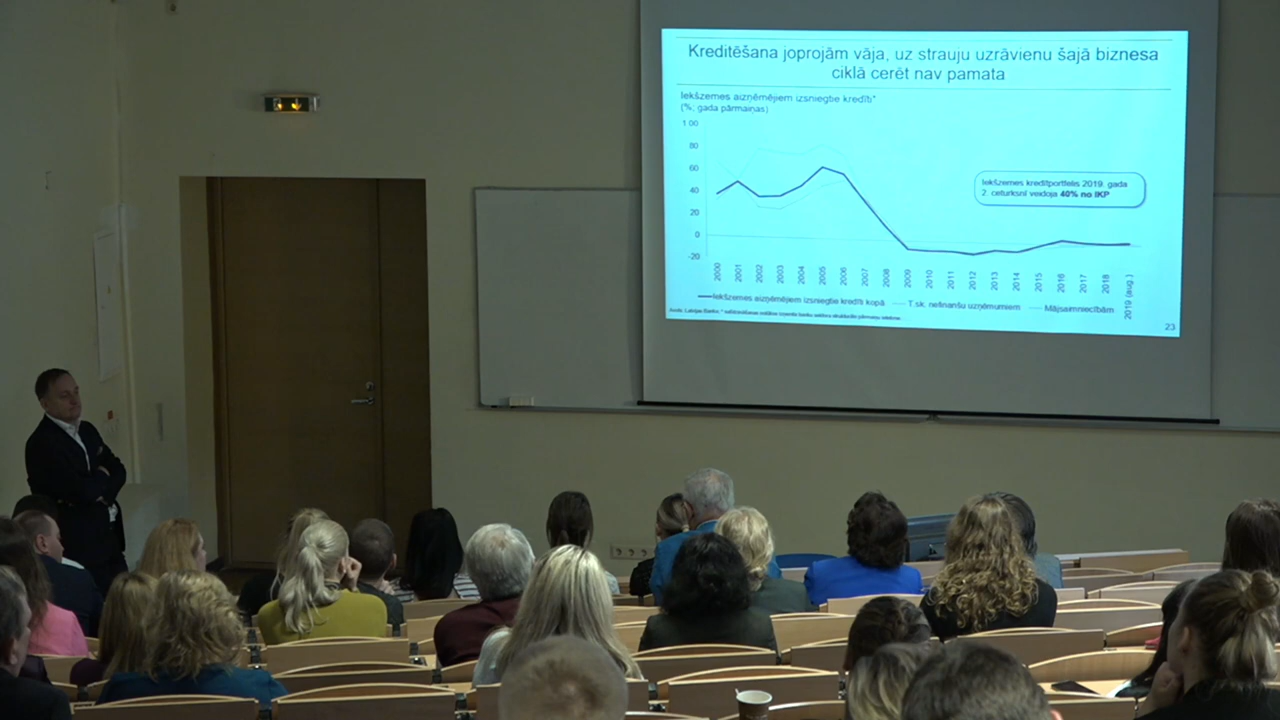 Kreditēšana joprojām vāja, uz strauju uzrāvienu šajā biznesa
ciklā cerēt nav pamata
Iekšzemes aizņēmējiem izsniegtie kredīti*
(%, gada pārmaiņas)
100
80
60
40
20
0
-20
Iekšzemes kredītportfelis 2019. gada
2. ceturksnī veidoja 40% no IKP
2000 2001 2002 2003 2004 2005 2006 2007 2008 2009 2010 2011 2012 2013 2014 2015 2016 2017 2018 2019 (aug.)
Iekšzemes aizņēmējiem izsniegtie kredīti kopā T.sk. nefinanšu uzņēmumiem Mājsaimniecībām
Avots: Latvijas Banka;
23